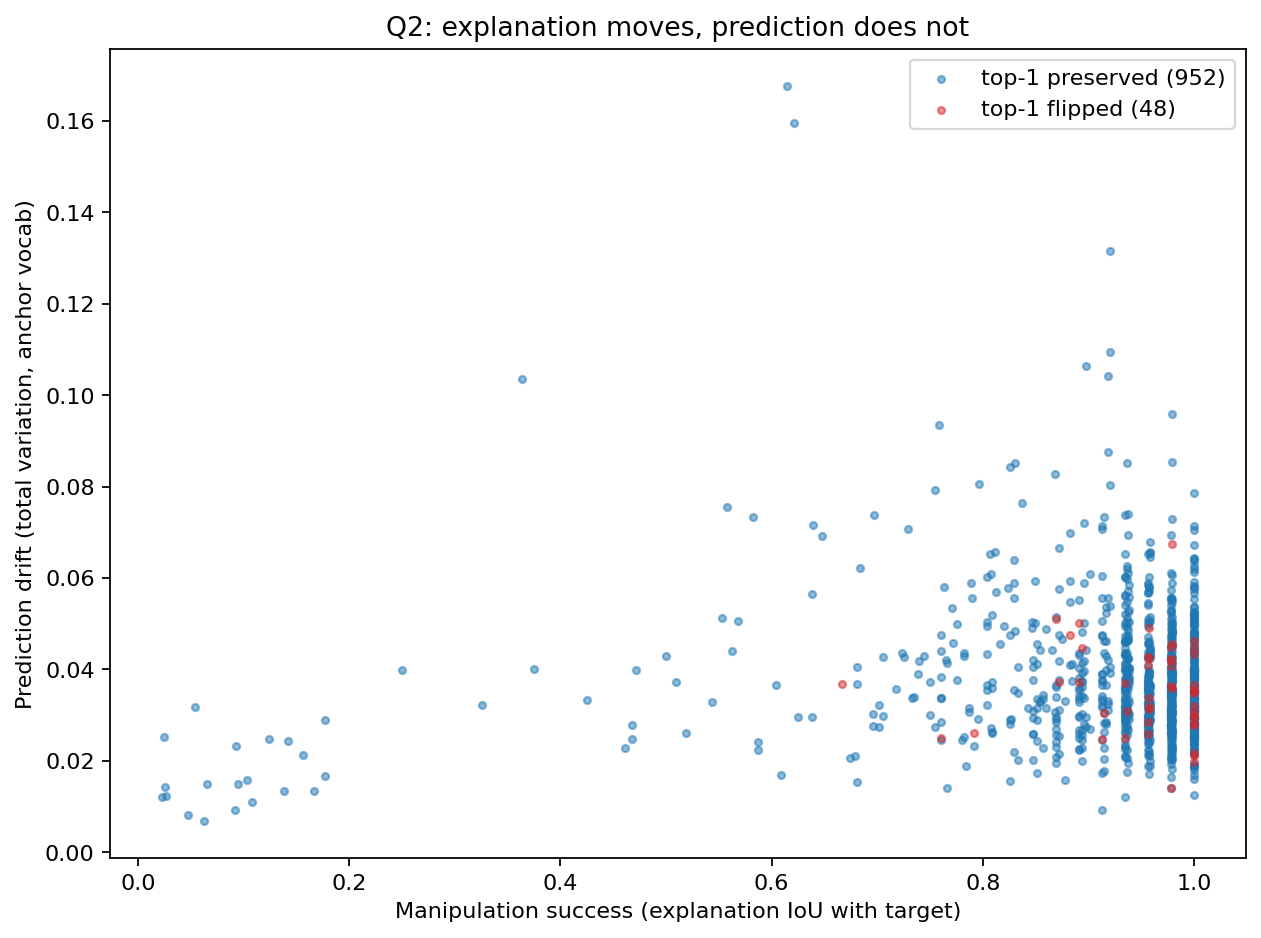 Q2: explanation moves, prediction does not
top-1 preserved (952)
top-1 flipped (48)
Prediction drift (total variation, anchor vocab)
0.16
0.14
0.12
0.10
0.08
0.06
0.04
0.02
0.00
0.0 0.2 0.4 0.6 0.8 1.0
Manipulation success (explanation IoU with target)